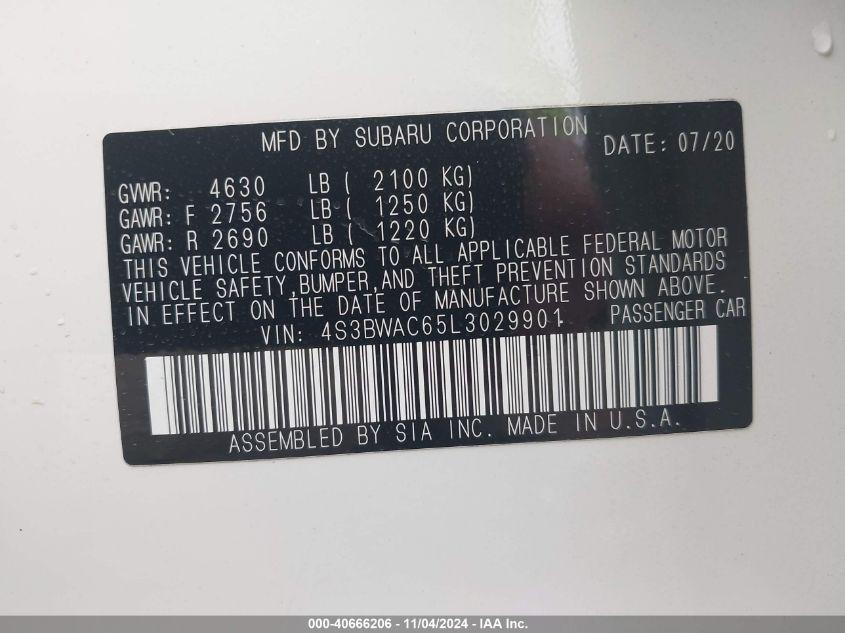 MFD BY SUBARU CORPORATION DATE: 07/20
GVWR: 4630 LB ( 2100 KG)
GAWR: F 2756 LB ( 1250 KG)
GAWR: R 2690 LB ( 1220 KG)
THIS VEHICLE CONFORMS TO ALL APPLICABLE FEDERAL MOTOR
VEHICLE SAFETY,BUMPER,AND THEFT PREVENTION STANDARDS
IN EFFECT ON THE DATE OF MANUFACTURE SHOWN ABOVE.
VIN: 4S3BWAC65L3029901 PASSENGER CAR
ASSEMBLED BY SIA INC. MADE IN U.S.A.
000-40666206 - 11/04/2024 - IAA Inc.